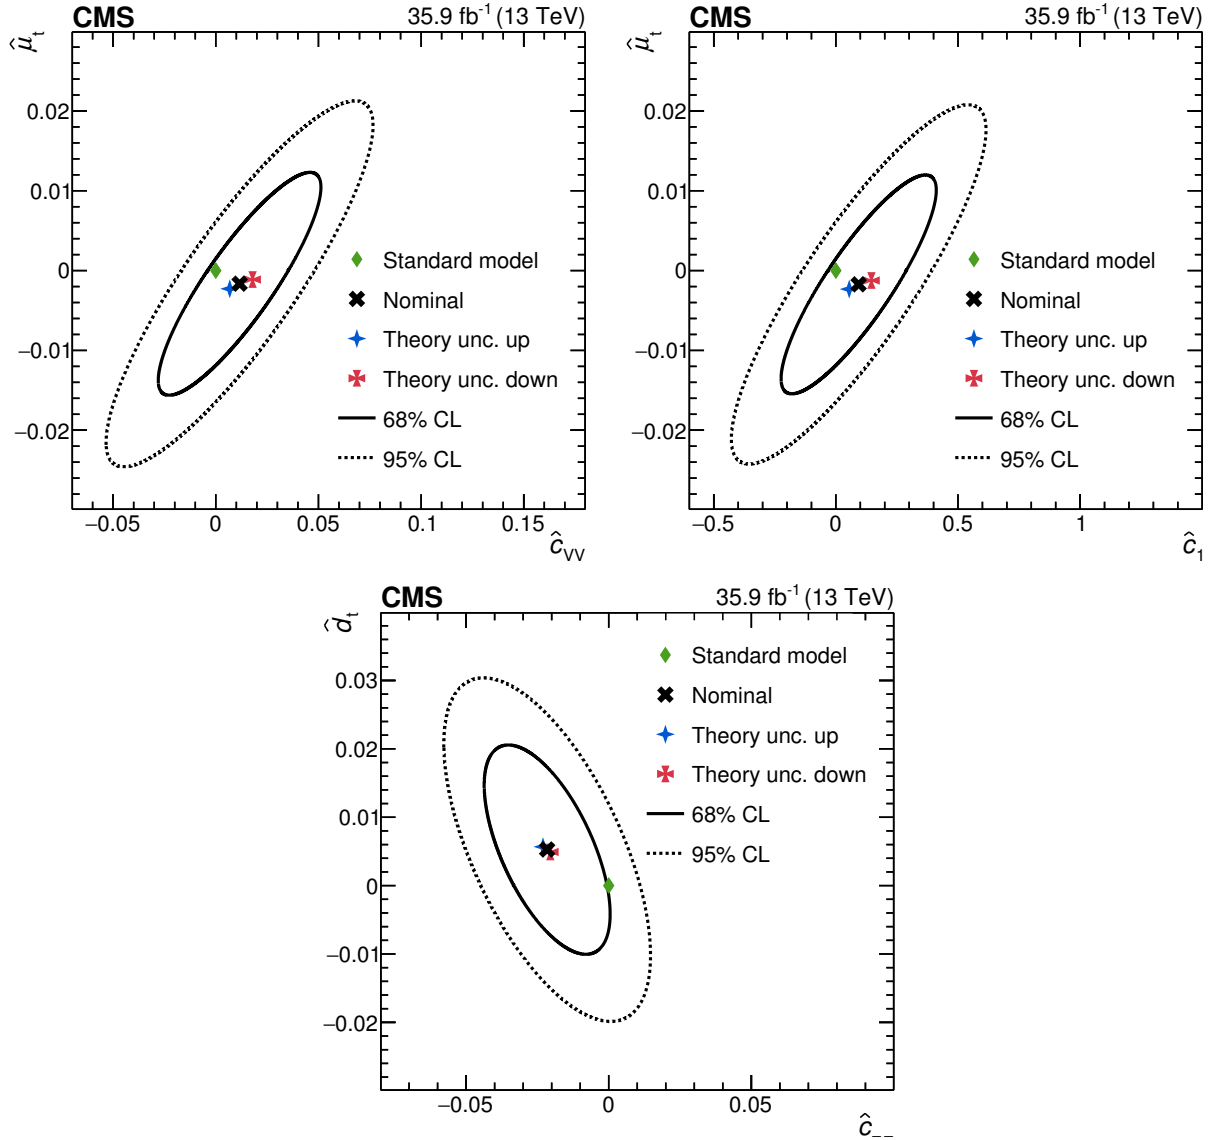 CMS 35.9 fb⁻¹ (13 TeV)
μ̂t
0.02
0.01
0
−0.01
−0.02
Standard model
Nominal
Theory unc. up
Theory unc. down
68% CL
95% CL
−0.05 0 0.05 0.1 0.15
ĉVV
CMS 35.9 fb⁻¹ (13 TeV)
μ̂t
0.02
0.01
0
−0.01
−0.02
Standard model
Nominal
Theory unc. up
Theory unc. down
68% CL
95% CL
−0.5 0 0.5 1
ĉ1
CMS 35.9 fb⁻¹ (13 TeV)
d̂t
0.03
0.02
0.01
0
−0.01
−0.02
Standard model
Nominal
Theory unc. up
Theory unc. down
68% CL
95% CL
−0.05 0 0.05
ĉ